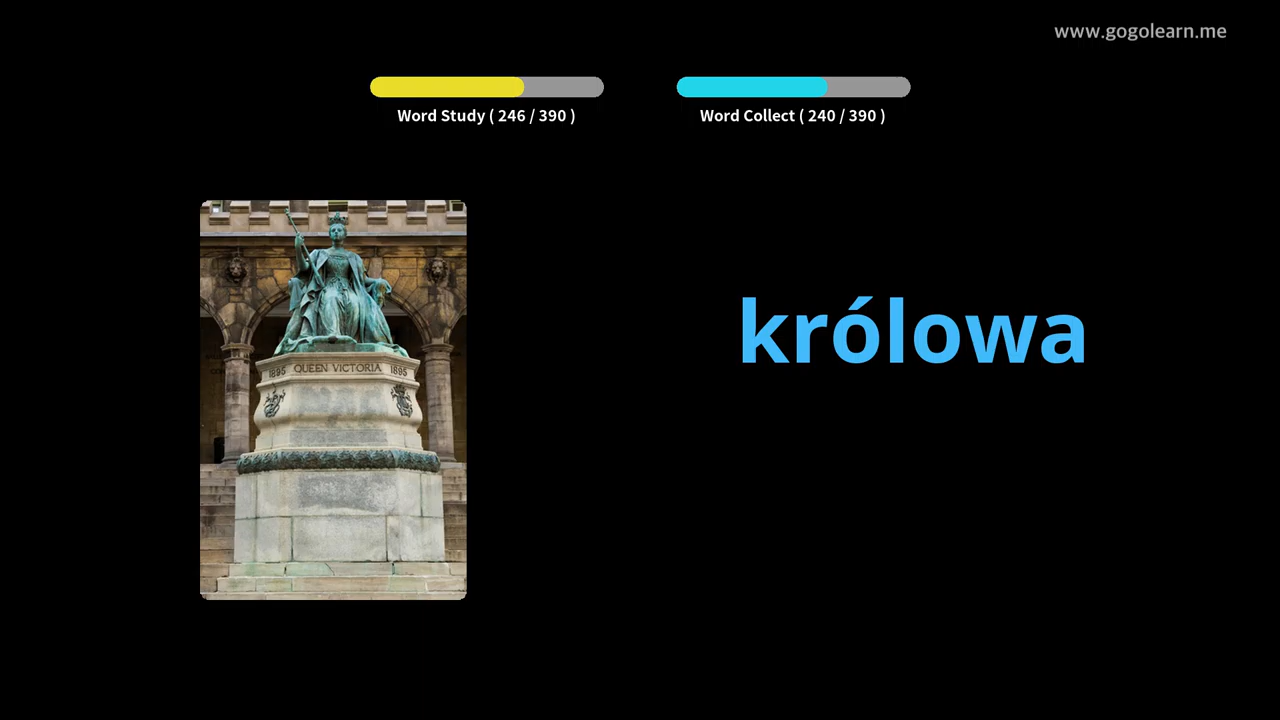 www.gogolearn.me
Word Study ( 246 / 390 )
Word Collect ( 240 / 390 )
królowa
1895 QUEEN VICTORIA 1895